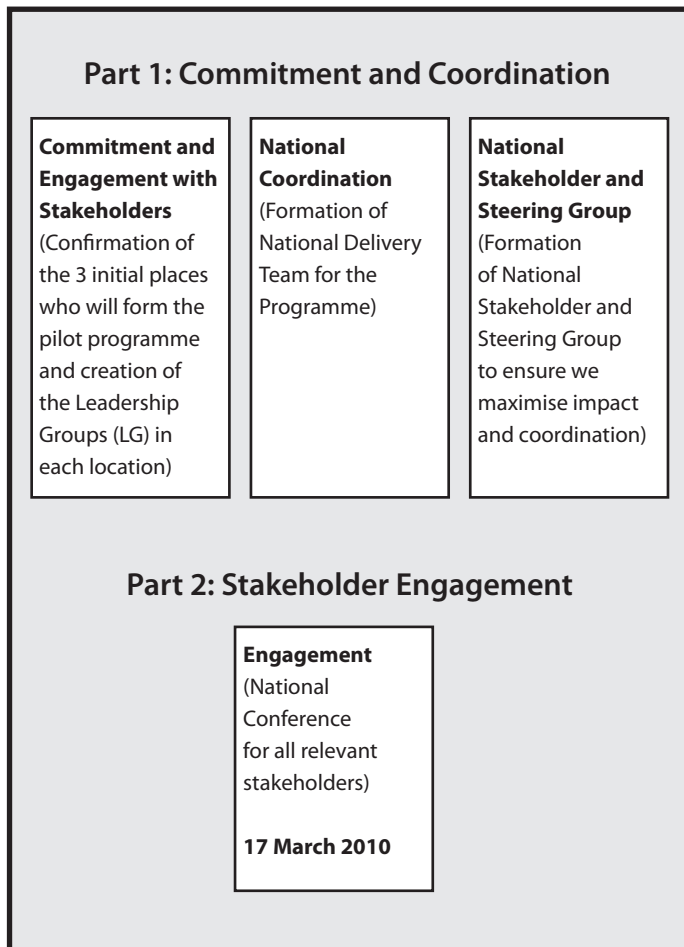 Part 1: Commitment and Coordination
Commitment and
Engagement with
Stakeholders
(Confirmation of
the 3 initial places
who will form the
pilot programme
and creation of
the Leadership
Groups (LG) in
each location)
National
Coordination
(Formation of
National Delivery
Team for the
Programme)
National
Stakeholder and
Steering Group
(Formation
of National
Stakeholder and
Steering Group
to ensure we
maximise impact
and coordination)
Part 2: Stakeholder Engagement
Engagement
(National
Conference
for all relevant
stakeholders)
17 March 2010